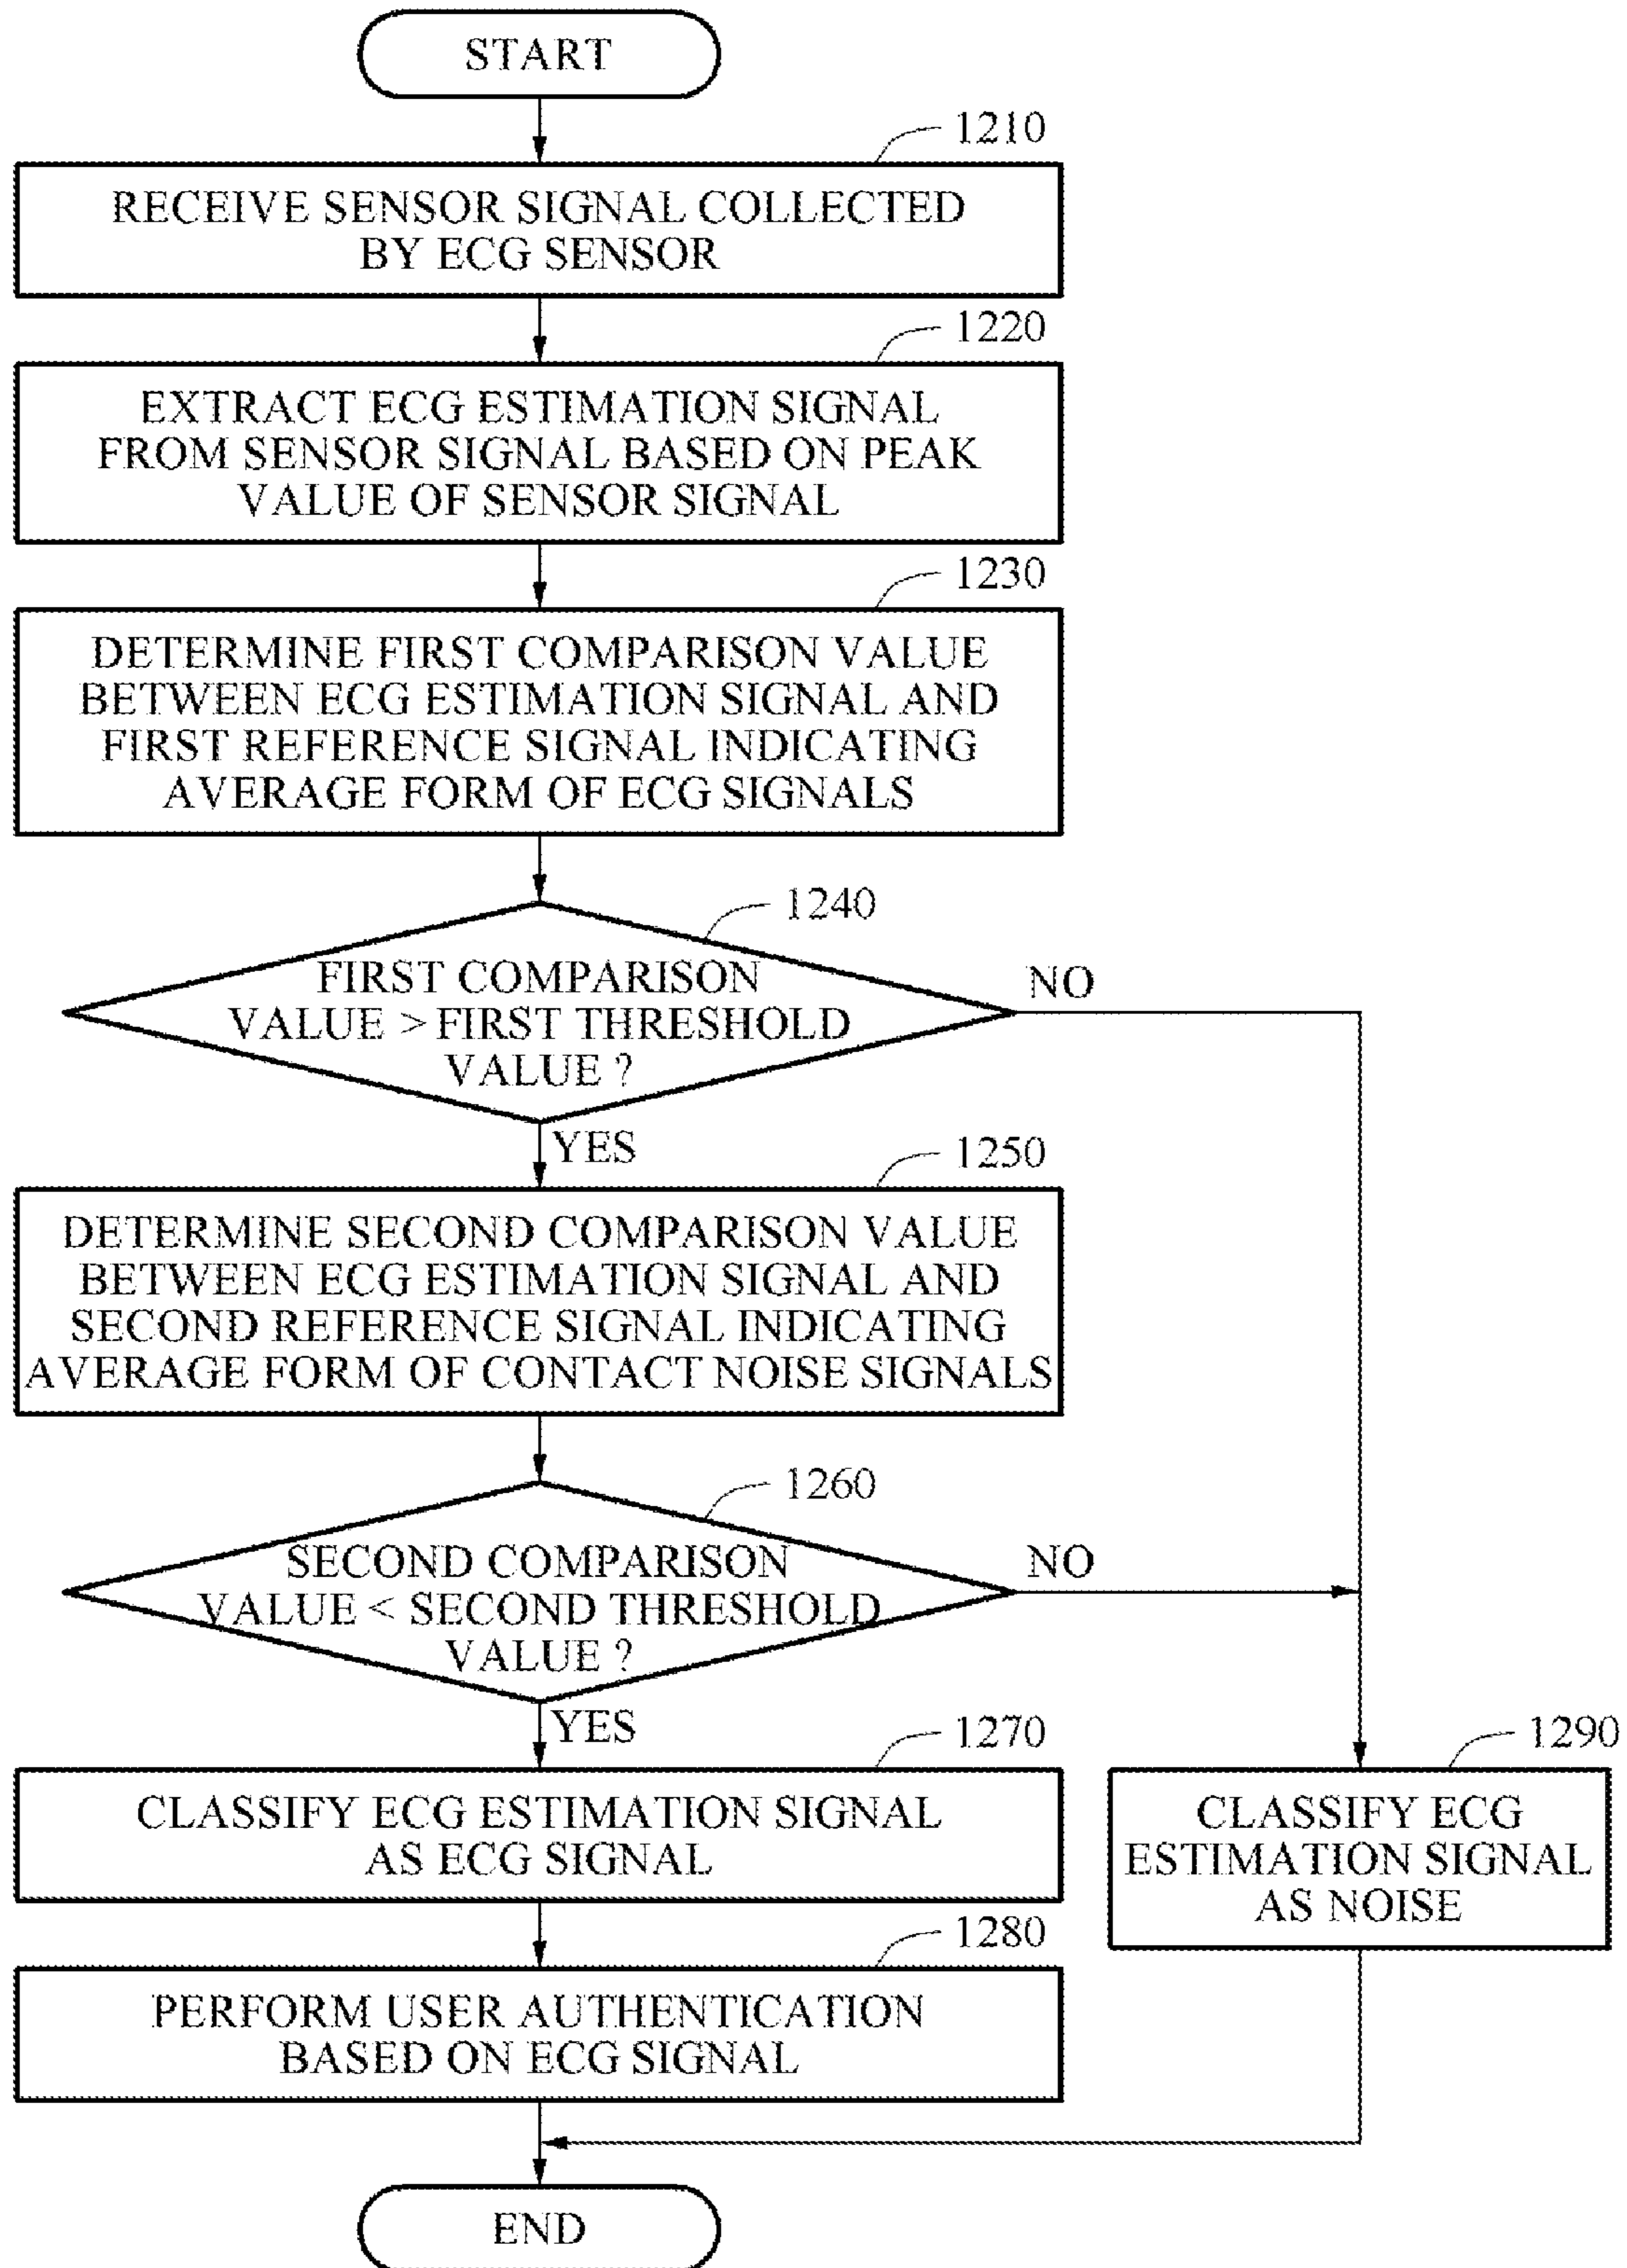 START
1210
RECEIVE SENSOR SIGNAL COLLECTED
BY ECG SENSOR
1220
EXTRACT ECG ESTIMATION SIGNAL
FROM SENSOR SIGNAL BASED ON PEAK
VALUE OF SENSOR SIGNAL
1230
DETERMINE FIRST COMPARISON VALUE
BETWEEN ECG ESTIMATION SIGNAL AND
FIRST REFERENCE SIGNAL INDICATING
AVERAGE FORM OF ECG SIGNALS
1240
FIRST COMPARISON
VALUE > FIRST THRESHOLD
VALUE ?
NO
YES
1250
DETERMINE SECOND COMPARISON VALUE
BETWEEN ECG ESTIMATION SIGNAL AND
SECOND REFERENCE SIGNAL INDICATING
AVERAGE FORM OF CONTACT NOISE SIGNALS
1260
SECOND COMPARISON
VALUE < SECOND THRESHOLD
VALUE ?
NO
YES
1270
CLASSIFY ECG ESTIMATION SIGNAL
AS ECG SIGNAL
1290
CLASSIFY ECG
ESTIMATION SIGNAL
AS NOISE
1280
PERFORM USER AUTHENTICATION
BASED ON ECG SIGNAL
END